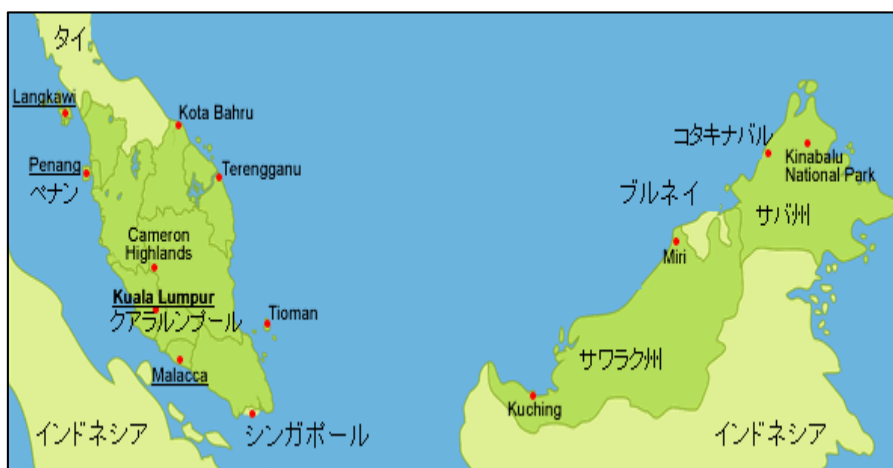 タイ
Langkawi
Kota Bahru
Penang
ペナン
Terengganu
Cameron
Highlands
Kuala Lumpur
クアラルンプール
Tioman
Malacca
インドネシア
シンガポール
コタキナバル
Kinabalu
National Park
ブルネイ
サバ州
Miri
サワラク州
Kuching
インドネシア